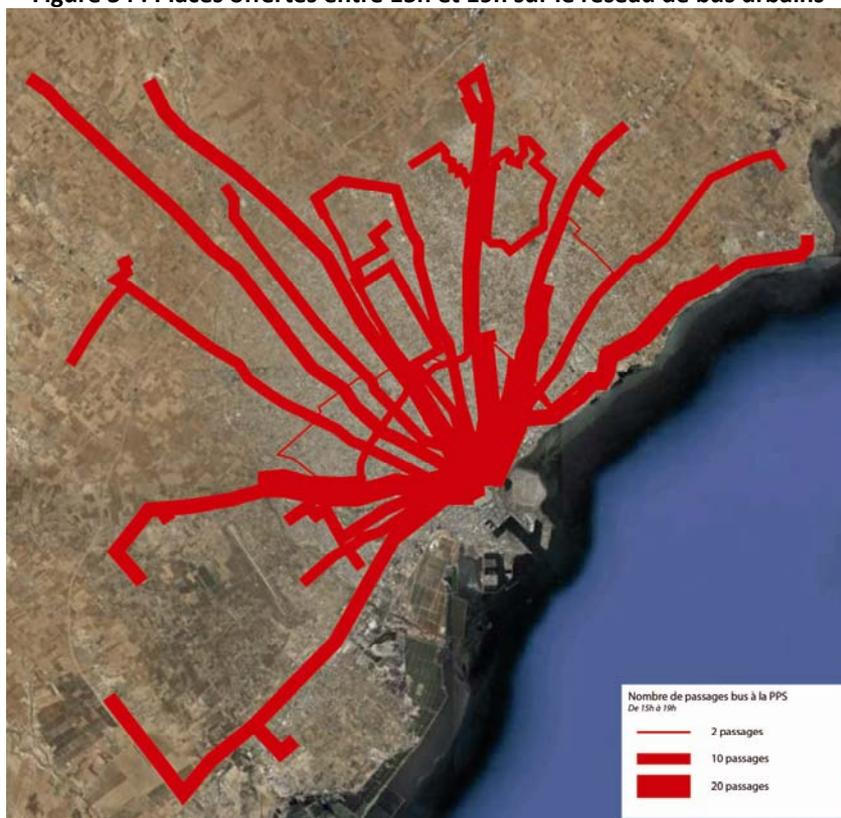 Figure : Places offertes entre 15h et 19h sur le réseau de bus urbains
Nombre de passages bus à la PPS
De 15h à 19h
2 passages
10 passages
20 passages